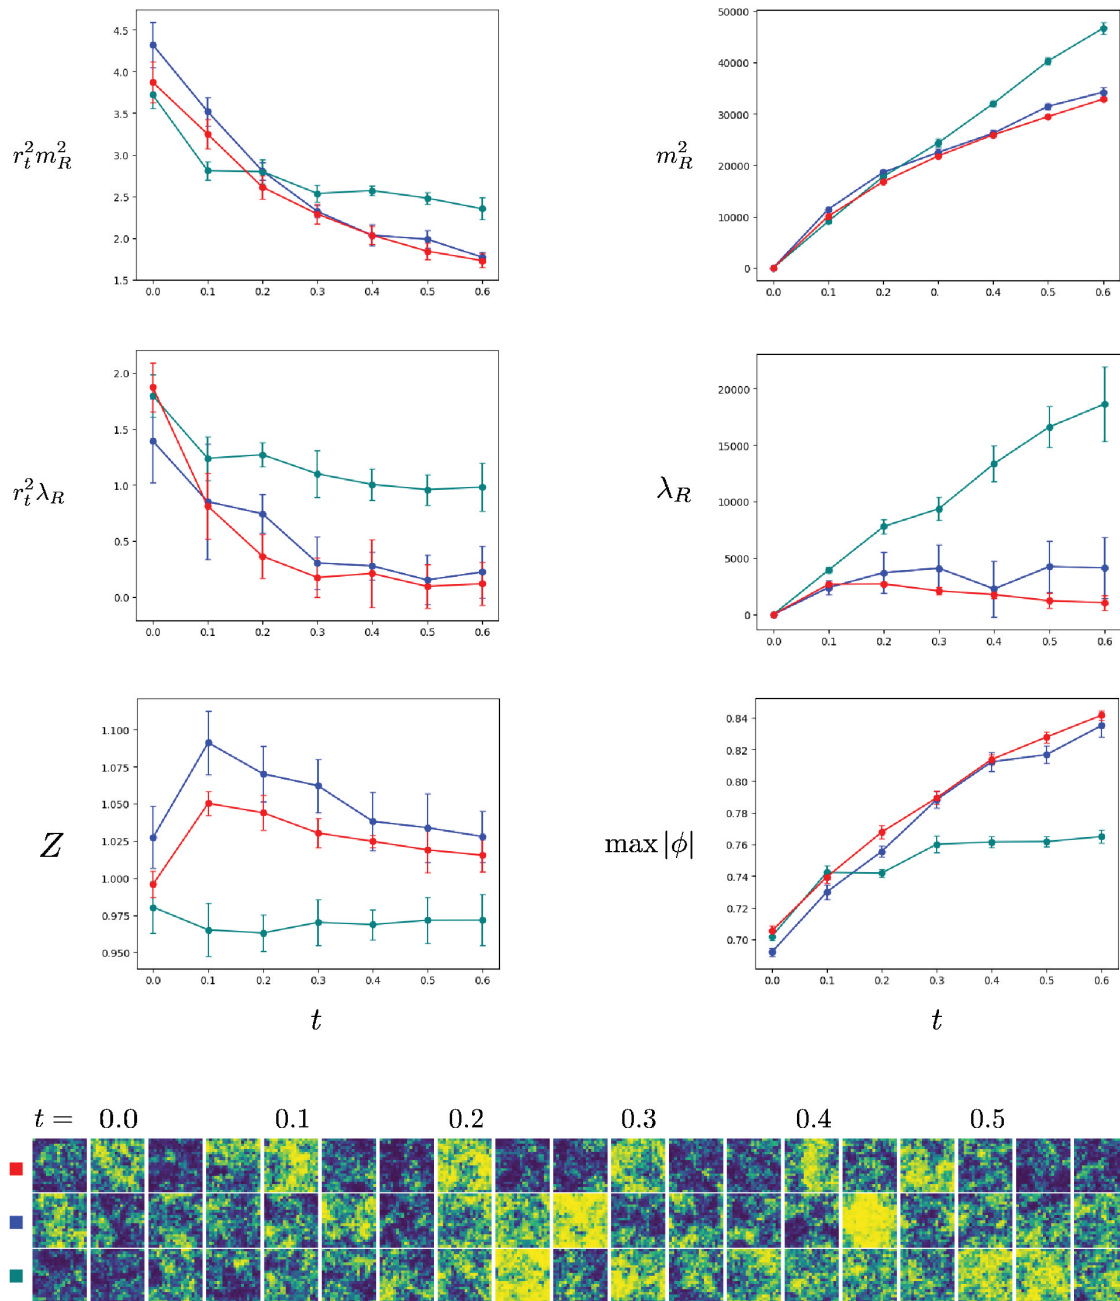 4.5
4.0
3.5
3.0
2.5
2.0
1.5
0.0 0.1 0.2 0.3 0.4 0.5 0.6
$r_t^2 m_R^2$
50000
40000
30000
20000
10000
0
0.0 0.1 0.2 0. 0.4 0.5 0.6
$m_R^2$
2.0
1.5
1.0
0.5
0.0
0.0 0.1 0.2 0.3 0.4 0.5 0.6
$r_t^2 \lambda_R$
20000
15000
10000
5000
0
0.0 0.1 0.2 0.3 0.4 0.5 0.6
$\lambda_R$
1.100
1.075
1.050
1.025
1.000
0.975
0.950
0.0 0.1 0.2 0.3 0.4 0.5 0.6
Z
t
0.84
0.82
0.80
0.78
0.76
0.74
0.72
0.70
0.0 0.1 0.2 0.3 0.4 0.5 0.6
max |ϕ|
t
t = 0.0 0.1 0.2 0.3 0.4 0.5